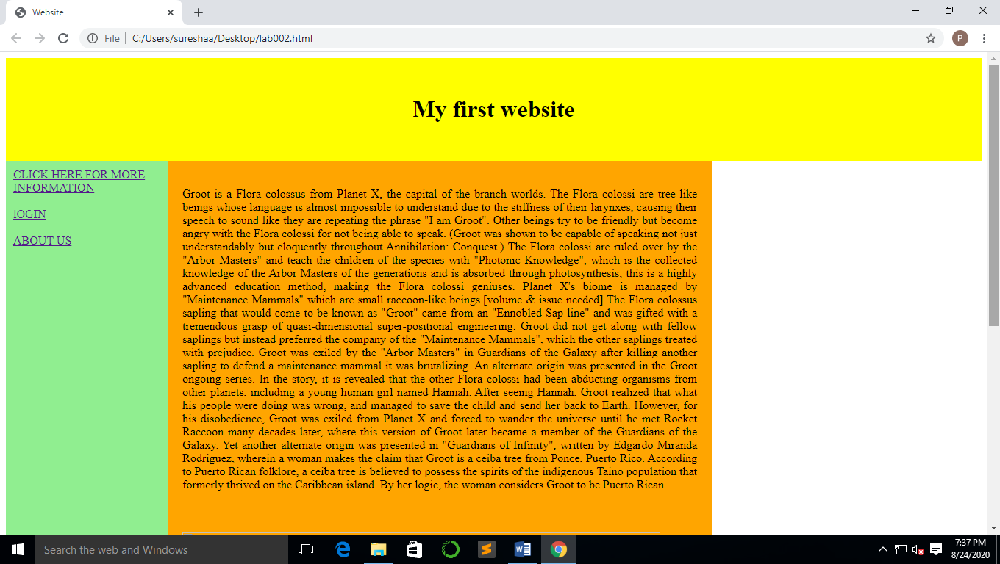 Website
File
C:/Users/sureshaa/Desktop/lab002.html
P
My first website
CLICK HERE FOR MORE
INFORMATION
lOGIN
ABOUT US
Groot is a Flora colossus from Planet X, the capital of the branch worlds. The Flora colossi are tree-like
beings whose language is almost impossible to understand due to the stiffness of their larynxes, causing their
speech to sound like they are repeating the phrase "I am Groot". Other beings try to be friendly but become
angry with the Flora colossi for not being able to speak. (Groot was shown to be capable of speaking not just
understandably but eloquently throughout Annihilation: Conquest.) The Flora colossi are ruled over by the
"Arbor Masters" and teach the children of the species with "Photonic Knowledge", which is the collected
knowledge of the Arbor Masters of the generations and is absorbed through photosynthesis; this is a highly
advanced education method, making the Flora colossi geniuses. Planet X's biome is managed by
"Maintenance Mammals" which are small raccoon-like beings.[volume & issue needed] The Flora colossus
sapling that would come to be known as "Groot" came from an "Ennobled Sap-line" and was gifted with a
tremendous grasp of quasi-dimensional super-positional engineering. Groot did not get along with fellow
saplings but instead preferred the company of the "Maintenance Mammals", which the other saplings treated
with prejudice. Groot was exiled by the "Arbor Masters" in Guardians of the Galaxy after killing another
sapling to defend a maintenance mammal it was brutalizing. An alternate origin was presented in the Groot
ongoing series. In the story, it is revealed that the other Flora colossi had been abducting organisms from
other planets, including a young human girl named Hannah. After seeing Hannah, Groot realized that what
his people were doing was wrong, and managed to save the child and send her back to Earth. However, for
his disobedience, Groot was exiled from Planet X and forced to wander the universe until he met Rocket
Raccoon many decades later, where this version of Groot later became a member of the Guardians of the
Galaxy. Yet another alternate origin was presented in "Guardians of Infinity", written by Edgardo Miranda
Rodriguez, wherein a woman makes the claim that Groot is a ceiba tree from Ponce, Puerto Rico. According
to Puerto Rican folklore, a ceiba tree is believed to possess the spirits of the indigenous Taino population that
formerly thrived on the Caribbean island. By her logic, the woman considers Groot to be Puerto Rican.
Search the web and Windows
7:37 PM
8/24/2020